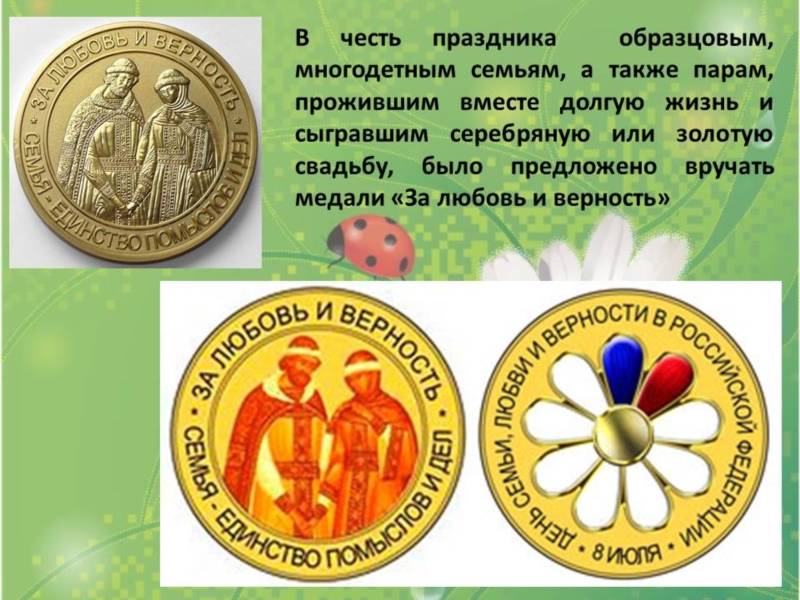 В честь праздника образцовым,
многодетным семьям, а также парам,
прожившим вместе долгую жизнь и
сыгравшим серебряную или золотую
свадьбу, было предложено вручать
медали «За любовь и верность»
• ЗА ЛЮБОВЬ И ВЕРНОСТЬ •
СЕМЬЯ - ЕДИНСТВО ПОМЫСЛОВ И ДЕЛ
• ЗА ЛЮБОВЬ И ВЕРНОСТЬ •
СЕМЬЯ - ЕДИНСТВО ПОМЫСЛОВ И ДЕЛ
ДЕНЬ СЕМЬИ, ЛЮБВИ И ВЕРНОСТИ В РОССИЙСКОЙ ФЕДЕРАЦИИ
• 8 ИЮЛЯ •